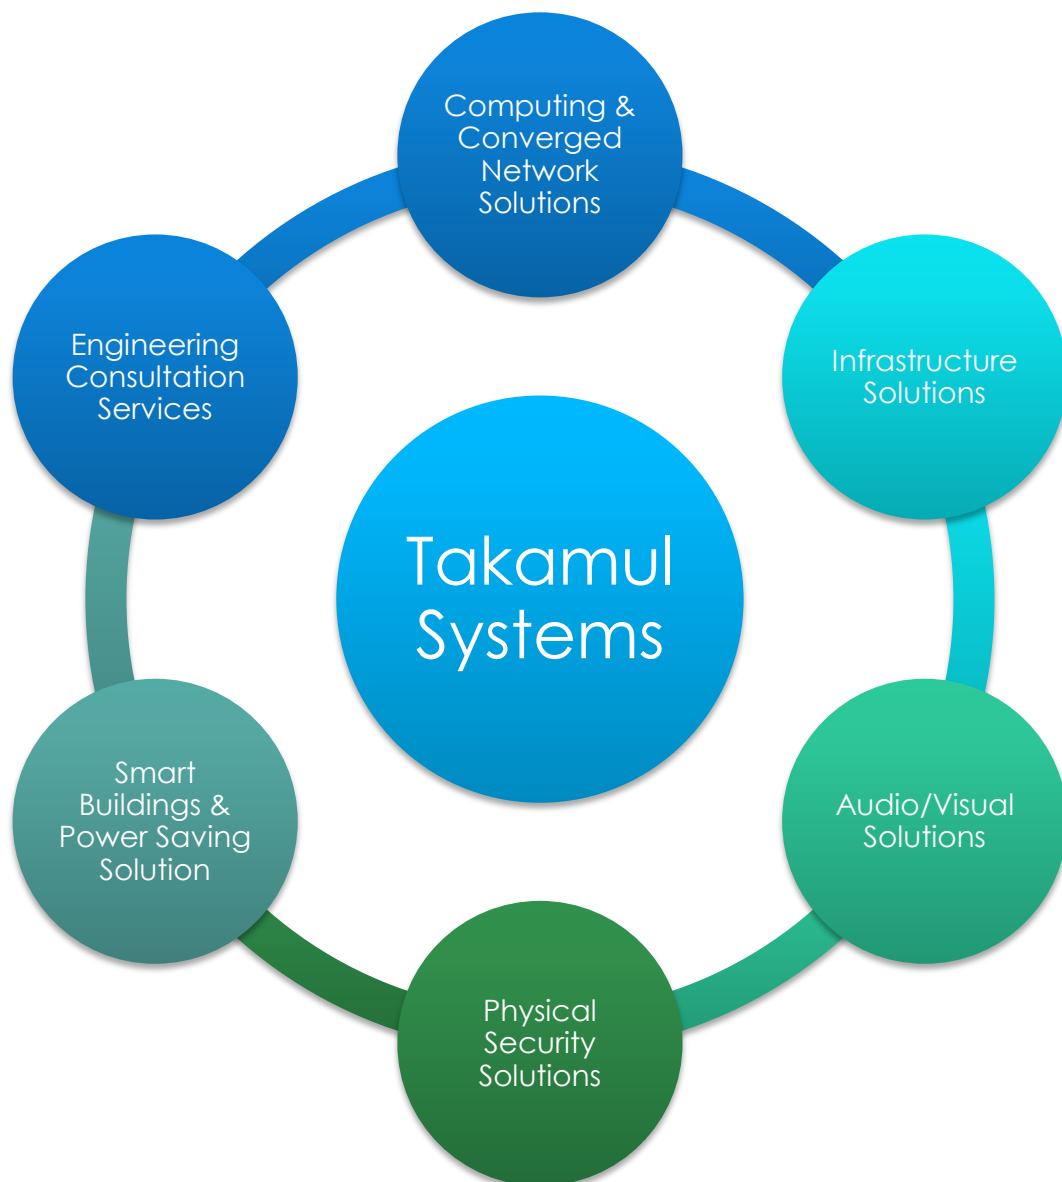 Computing &
Converged
Network
Solutions
Engineering
Consultation
Services
Infrastructure
Solutions
Takamul
Systems
Smart
Buildings &
Power Saving
Solution
Audio/Visual
Solutions
Physical
Security
Solutions